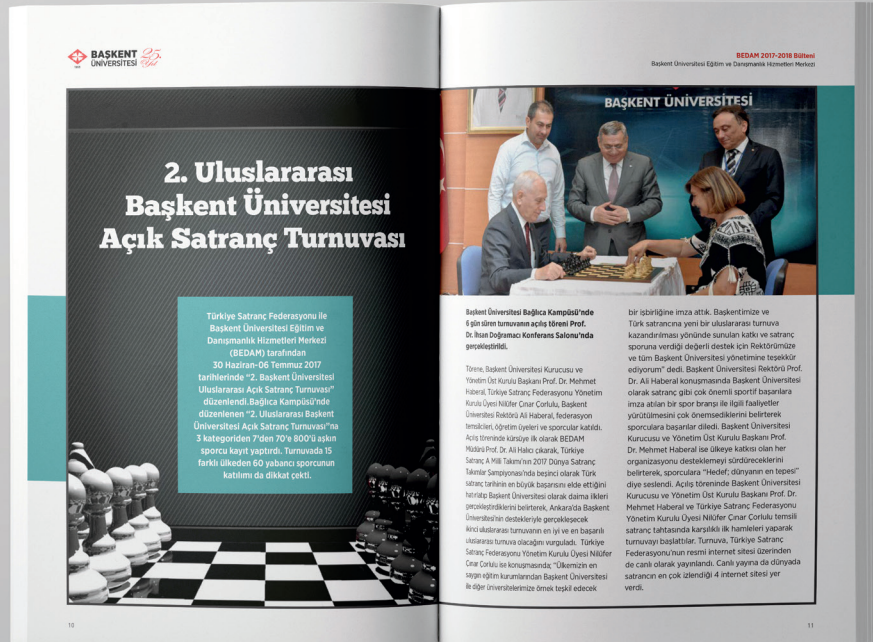 BAŞKENT
ÜNİVERSİTESİ
25.
Yıl
2. Uluslararası
Başkent Üniversitesi
Açık Satranç Turnuvası
Türkiye Satranç Federasyonu ile
Başkent Üniversitesi Eğitim ve
Danışmanlık Hizmetleri Merkezi
(BEDAM) tarafından
30 Haziran-06 Temmuz 2017
tarihlerinde “2. Başkent Üniversitesi
Uluslararası Açık Satranç Turnuvası”
düzenlendi.Bağlıca Kampüsü’nde
düzenlenen “2. Uluslararası Başkent
Üniversitesi Açık Satranç Turnuvası”na
3 kategoriden 7’den 70’e 800’ü aşkın
sporcu kayıt yaptırdı. Turnuvada 15
farklı ülkeden 60 yabancı sporcunun
katılımı da dikkat çekti.
10
BEDAM 2017-2018 Bülteni
Başkent Üniversitesi Eğitim ve Danışmanlık Hizmetleri Merkezi
BAŞKENT ÜNİVERSİTESİ
Başkent Üniversitesi Bağlıca Kampüsü’nde
6 gün süren turnuvanın açılış töreni Prof.
Dr. İhsan Doğramacı Konferans Salonu’nda
gerçekleştirildi.
Törene, Başkent Üniversitesi Kurucusu ve
Yönetim Üst Kurulu Başkanı Prof. Dr. Mehmet
Haberal, Türkiye Satranç Federasyonu Yönetim
Kurulu Üyesi Nilüfer Çınar Çorlulu, Başkent
Üniversitesi Rektörü Ali Haberal, federasyon
temsilcileri, öğretim üyeleri ve sporcular katıldı.
Açılış töreninde kürsüye ilk olarak BEDAM
Müdürü Prof. Dr. Ali Halıcı çıkarak, Türkiye
Satranç A Milli Takımı’nın 2017 Dünya Satranç
Takımlar Şampiyonası’nda beşinci olarak Türk
satranç tarihinin en büyük başarısını elde ettiğini
hatırlatıp Başkent Üniversitesi olarak daima ilkleri
gerçekleştirdiklerini belirterek, Ankara’da Başkent
Üniversitesi’nin destekleriyle gerçekleşecek
ikinci uluslararası turnuvanın en iyi ve en başarılı
uluslararası turnuva olacağını vurguladı. Türkiye
Satranç Federasyonu Yönetim Kurulu Üyesi Nilüfer
Çınar Çorlulu ise konuşmasında; “Ülkemizin en
saygın eğitim kurumlarından Başkent Üniversitesi
ile diğer üniversitelerimize örnek teşkil edecek
bir işbirliğine imza attık. Başkentimize ve
Türk satrancına yeni bir uluslararası turnuva
kazandırılması yönünde sunulan katkı ve satranç
sporuna verdiği değerli destek için Rektörümüze
ve tüm Başkent Üniversitesi yönetimine teşekkür
ediyorum” dedi. Başkent Üniversitesi Rektörü Prof.
Dr. Ali Haberal konuşmasında Başkent Üniversitesi
olarak satranç gibi çok önemli sportif başarılara
imza atılan bir spor branşı ile ilgili faaliyetler
yürütülmesini çok önemsediklerini belirterek
sporculara başarılar diledi. Başkent Üniversitesi
Kurucusu ve Yönetim Üst Kurulu Başkanı Prof.
Dr. Mehmet Haberal ise ülkeye katkısı olan her
organizasyonu desteklemeyi sürdüreceklerini
belirterek, sporculara “Hedef; dünyanın en tepesi”
diye seslendi. Açılış töreninde Başkent Üniversitesi
Kurucusu ve Yönetim Üst Kurulu Başkanı Prof. Dr.
Mehmet Haberal ve Türkiye Satranç Federasyonu
Yönetim Kurulu Üyesi Nilüfer Çınar Çorlulu temsili
satranç tahtasında karşılıklı ilk hamleleri yaparak
turnuvayı başlattılar. Turnuva, Türkiye Satranç
Federasyonu’nun resmi internet sitesi üzerinden
de canlı olarak yayınlandı. Canlı yayına da dünyada
satrancın en çok izlendiği 4 internet sitesi yer
verdi.
11